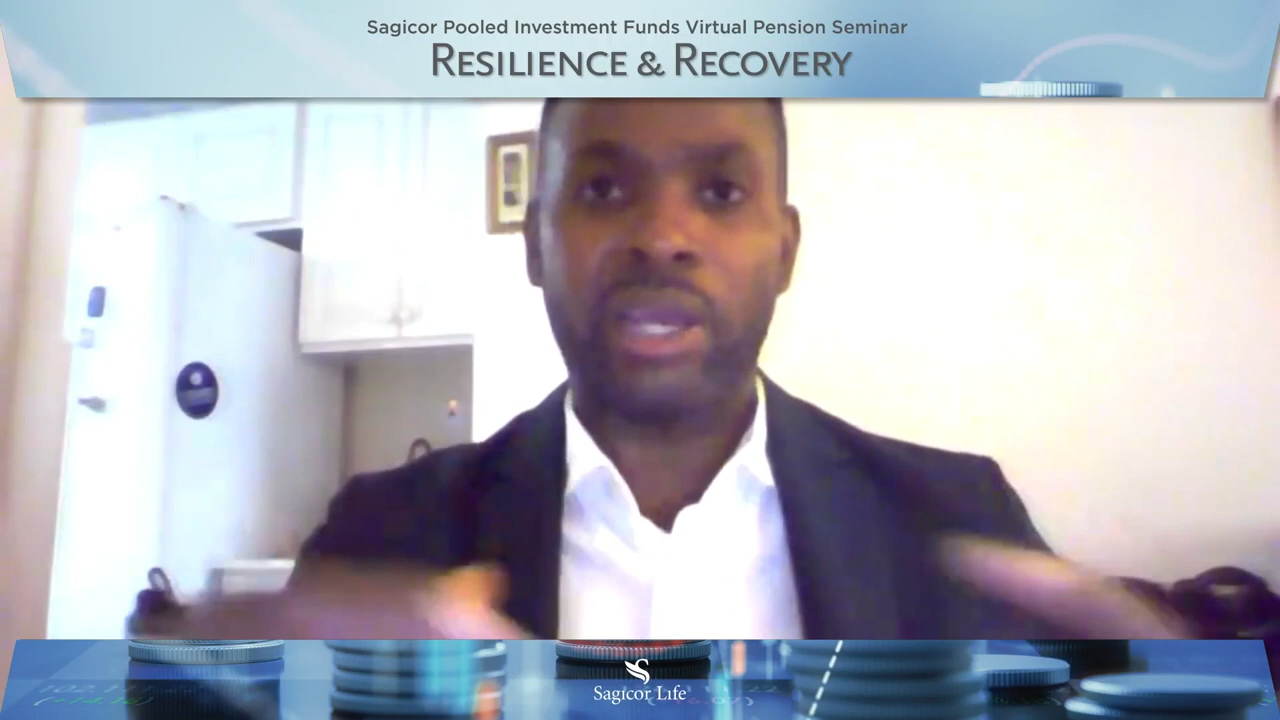 Sagicor Pooled Investment Funds Virtual Pension Seminar
RESILIENCE & RECOVERY
Sagicor Life